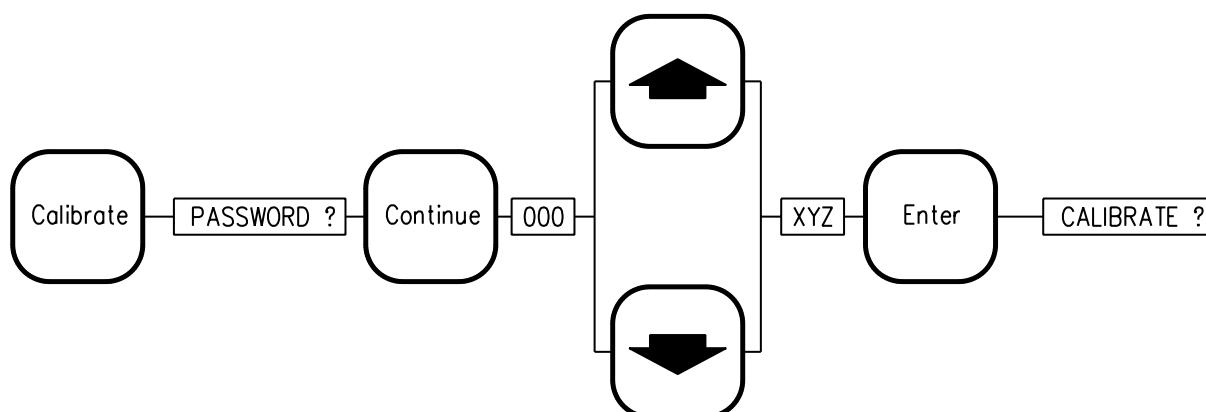 Calibrate
PASSWORD ?
Continue
000
XYZ
Enter
CALIBRATE ?